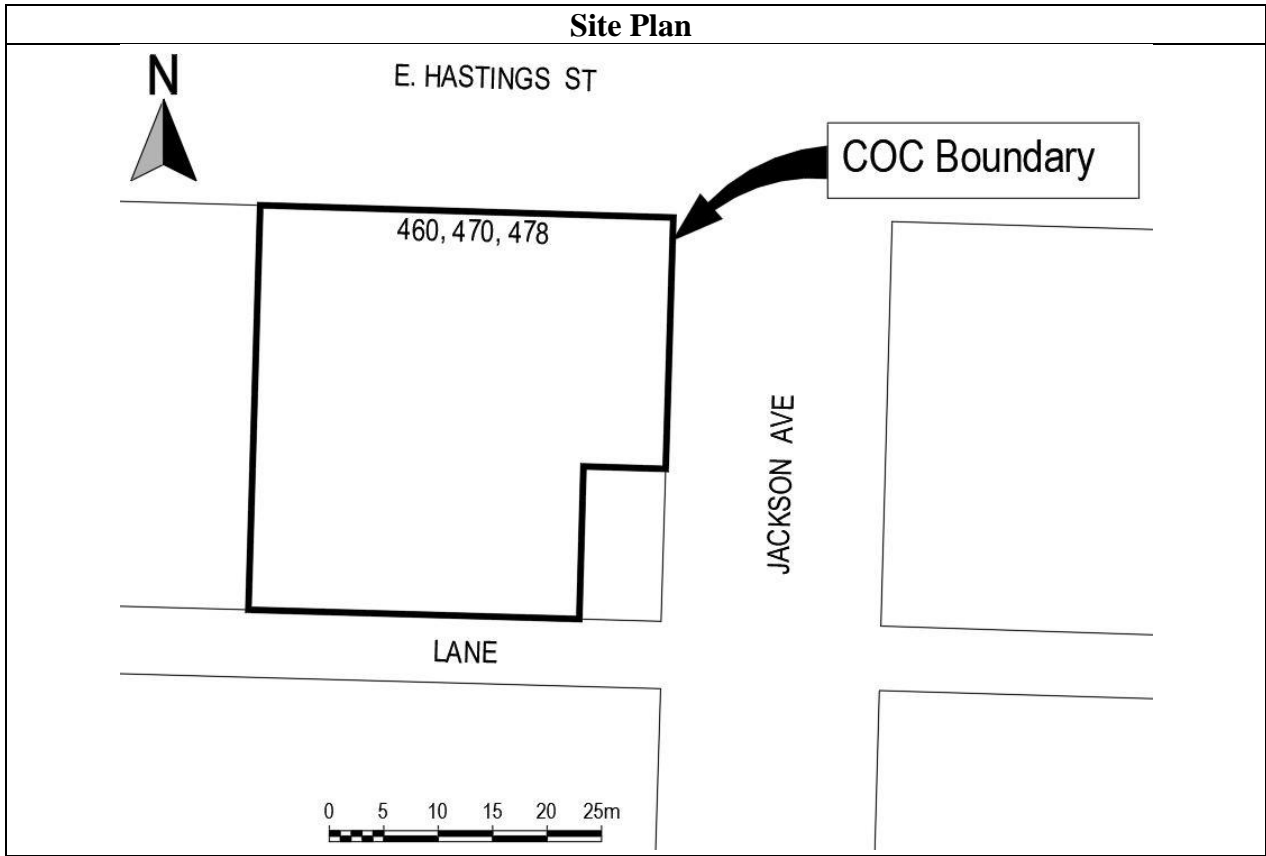 Site Plan
N
E. HASTINGS ST
COC Boundary
460, 470, 478
JACKSON AVE
LANE
0 5 10 15 20 25m